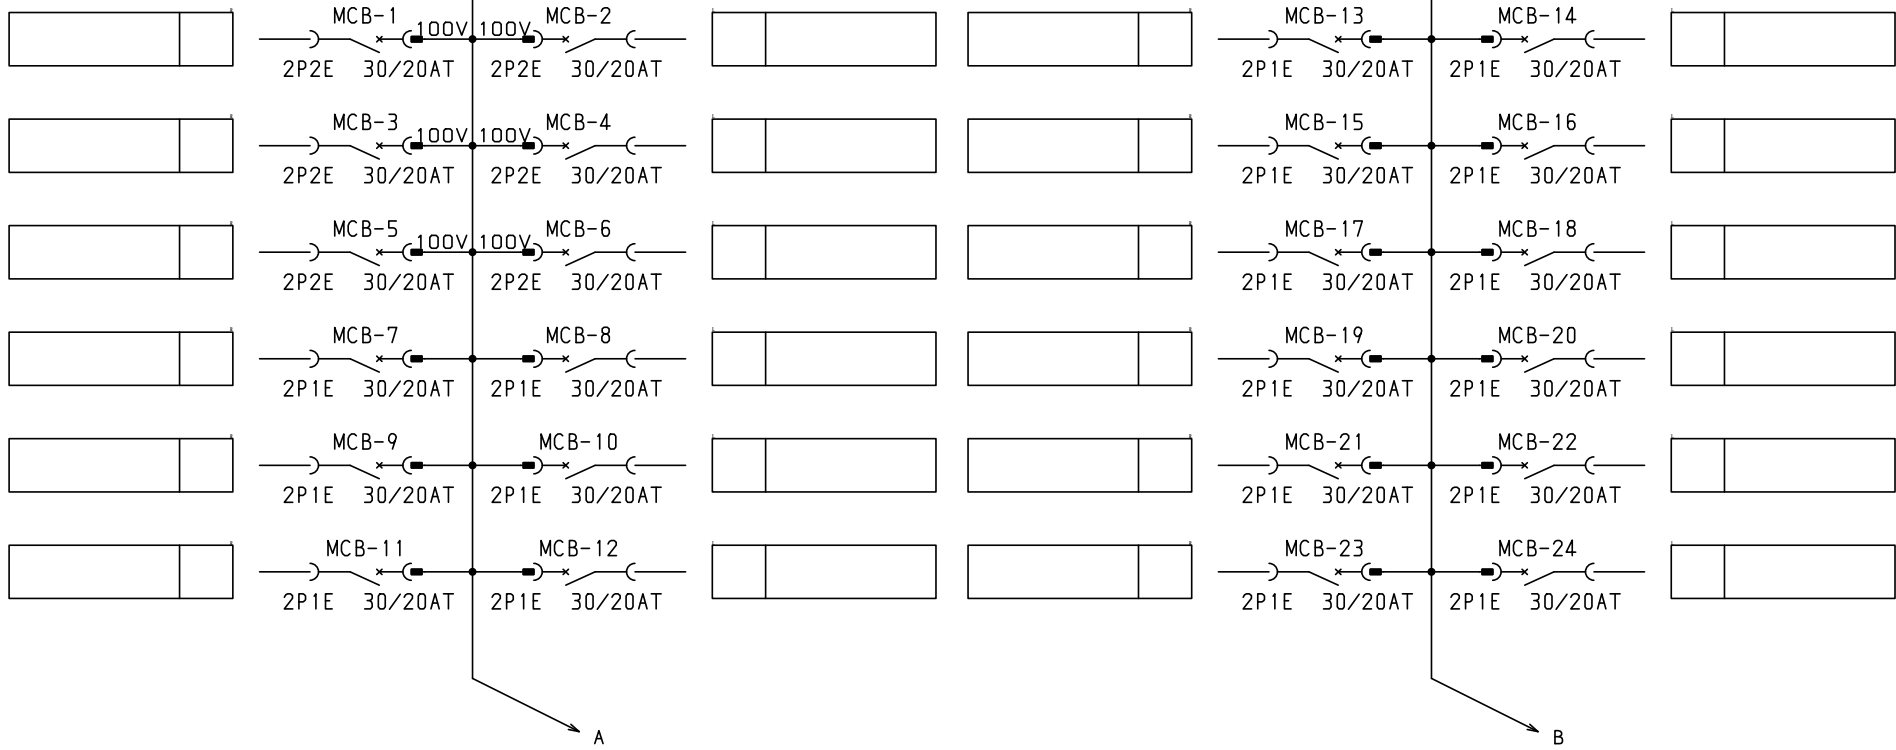 MCB-1 MCB-2 MCB-13 MCB-14
100V 100V
2P2E 30/20AT 2P2E 30/20AT 2P1E 30/20AT 2P1E 30/20AT
MCB-3 MCB-4 MCB-15 MCB-16
100V 100V
2P2E 30/20AT 2P2E 30/20AT 2P1E 30/20AT 2P1E 30/20AT
MCB-5 MCB-6 MCB-17 MCB-18
100V 100V
2P2E 30/20AT 2P2E 30/20AT 2P1E 30/20AT 2P1E 30/20AT
MCB-7 MCB-8 MCB-19 MCB-20
2P1E 30/20AT 2P1E 30/20AT 2P1E 30/20AT 2P1E 30/20AT
MCB-9 MCB-10 MCB-21 MCB-22
2P1E 30/20AT 2P1E 30/20AT 2P1E 30/20AT 2P1E 30/20AT
MCB-11 MCB-12 MCB-23 MCB-24
2P1E 30/20AT 2P1E 30/20AT 2P1E 30/20AT 2P1E 30/20AT
A B